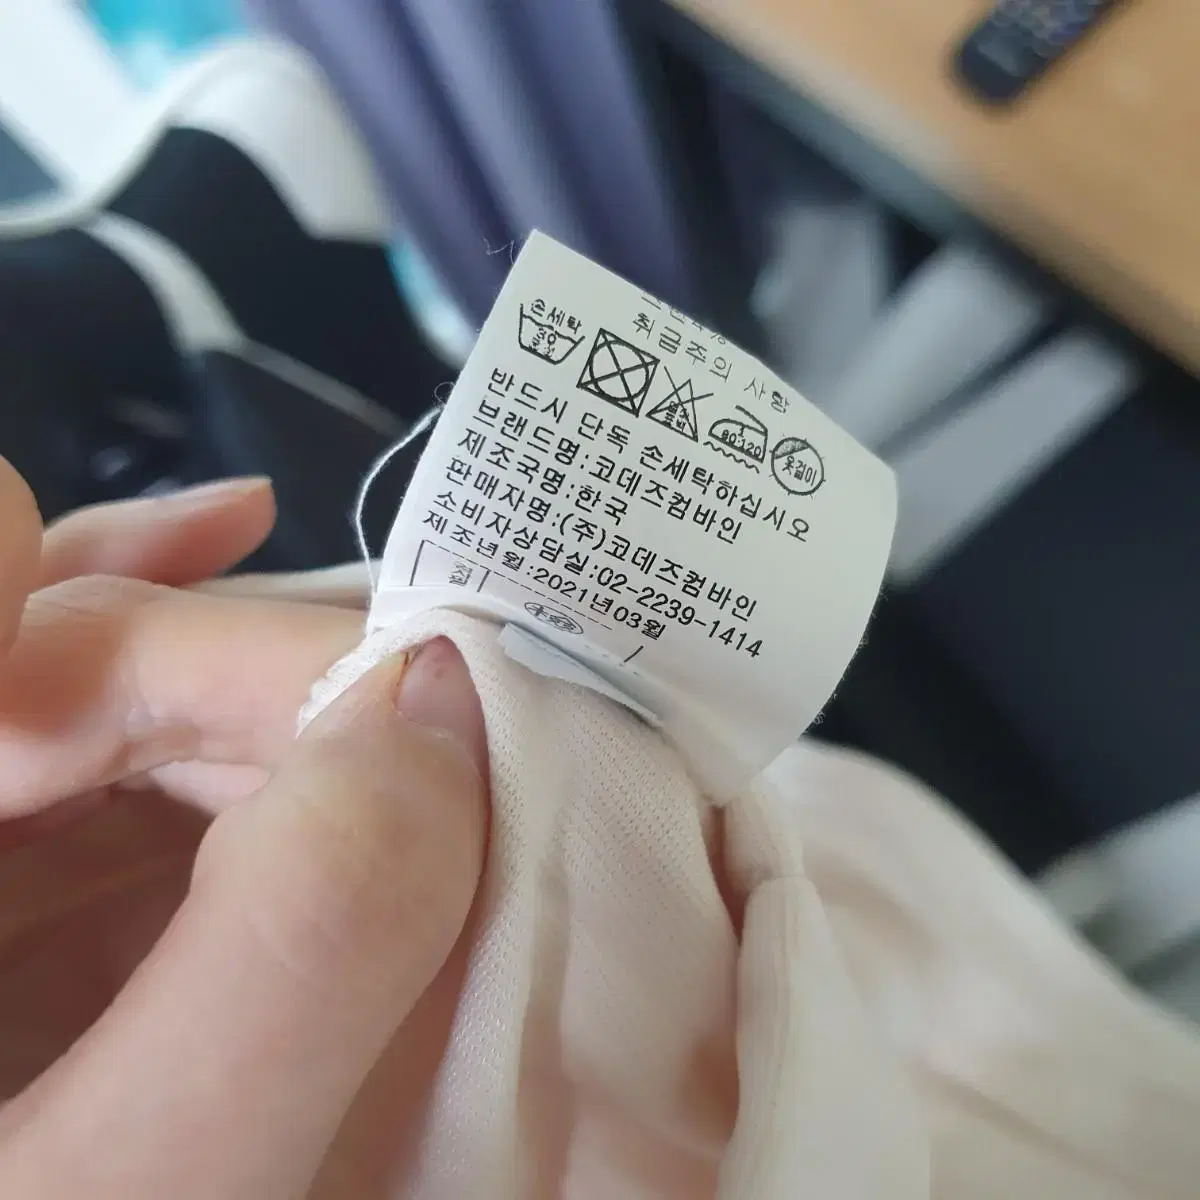 취급주의 사항
손세탁
30
중성
80-120
옷걸이
반드시 단독 손세탁하십시오
브랜드명:코데즈컴바인
제조국명:한국
판매자명:(주)코데즈컴바인
소비자상담실:02-2239-1414
제조년월:2021년03월